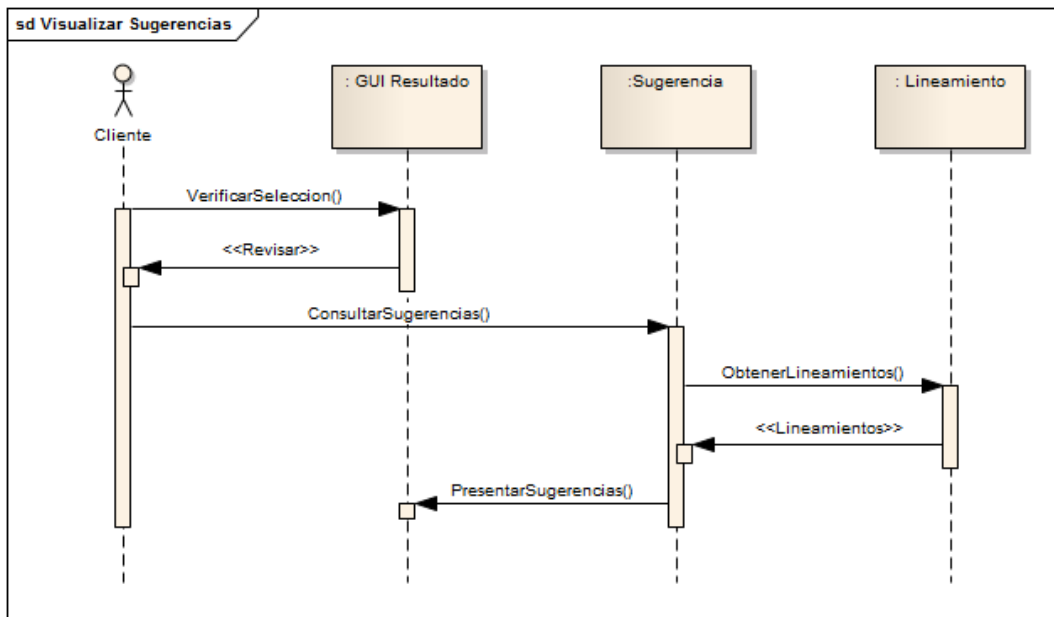 sd Visualizar Sugerencias
Cliente
: GUI Resultado
:Sugerencia
: Lineamiento
VerificarSeleccion()
<<Revisar>>
ConsultarSugerencias()
ObtenerLineamientos()
<<Lineamientos>>
PresentarSugerencias()